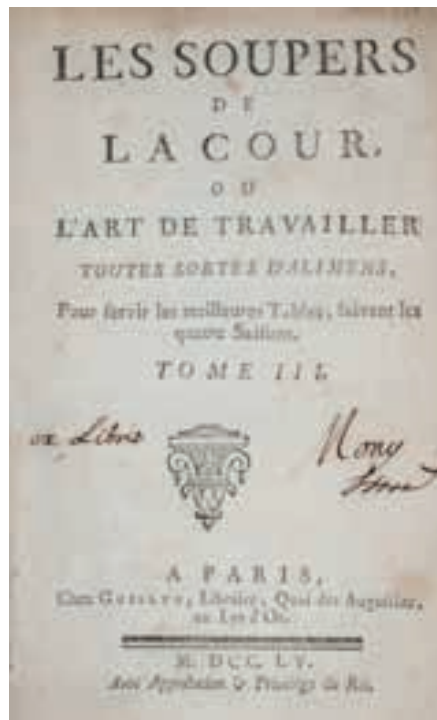 LES SOUPERS
DE
LA COUR,
OU
L'ART DE TRAVAILLER
TOUTES SORTES D'ALIMENS,
Pour servir les meilleures Tables, suivant les
quatre Saisons.
TOME III.
ex Libris
A PARIS,
Chez Libraire, Quai des Augustins,
au Lys d'Or.
M. DCC. LV.
Avec Approbation & Privilege du Roi.